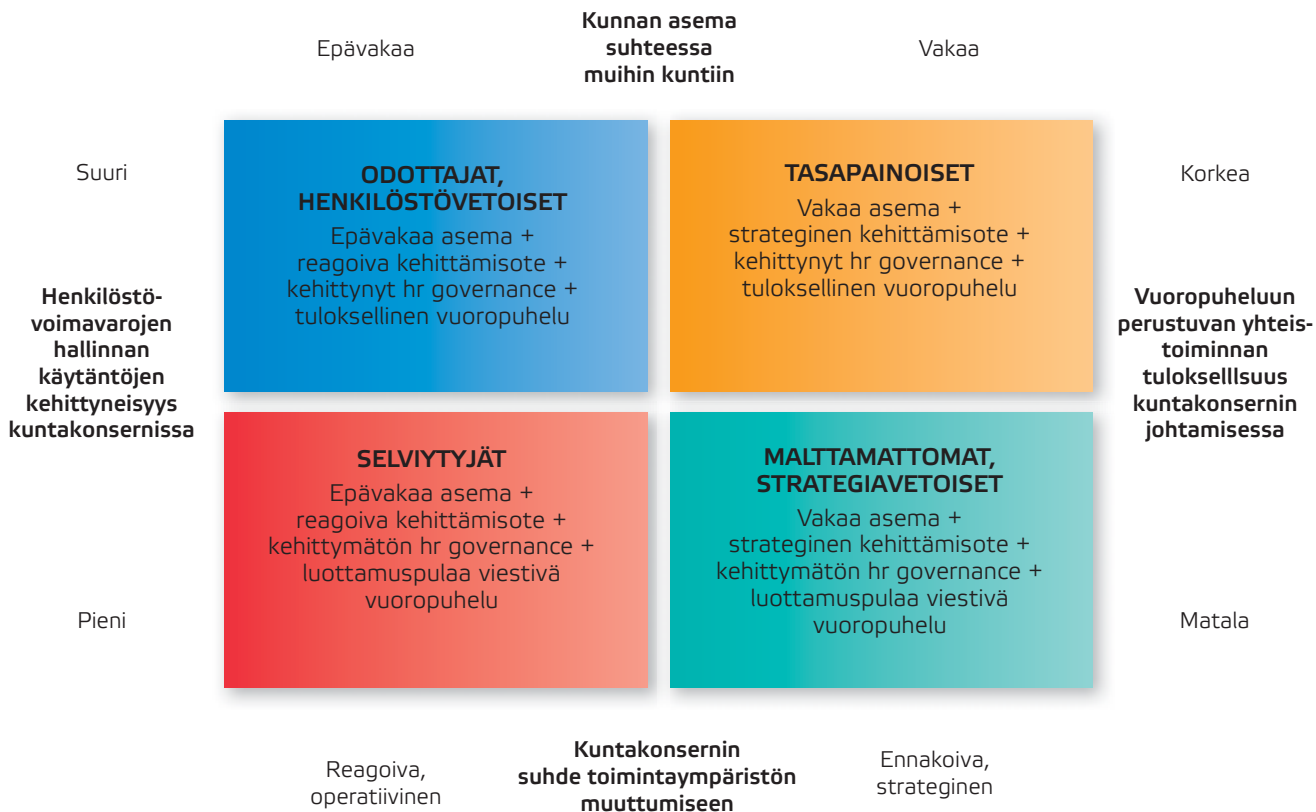 Epävakaa
Kunnan asema
suhteessa
muihin kuntiin
Vakaa
Suuri
ODOTTAJAT,
HENKILÖSTÖVETOISET
Epävakaa asema +
reagoiva kehittämisote +
kehittynyt hr governance +
tuloksellinen vuoropuhelu
TASAPAINOISET
Vakaa asema +
strateginen kehittämisote +
kehittynyt hr governance +
tuloksellinen vuoropuhelu
Korkea
Henkilöstö-
voimavarojen
hallinnan
käytäntöjen
kehittyneisyys
kuntakonsernissa
Vuoropuheluun
perustuvan yhteis-
toiminnan
tulokselllsuus
kuntakonsernin
johtamisessa
SELVIYTYJÄT
Epävakaa asema +
reagoiva kehittämisote +
kehittymätön hr governance +
luottamuspulaa viestivä
vuoropuhelu
MALTTAMATTOMAT,
STRATEGIAVETOISET
Vakaa asema +
strateginen kehittämisote +
kehittymätön hr governance +
luottamuspulaa viestivä
vuoropuhelu
Pieni
Matala
Reagoiva,
operatiivinen
Kuntakonsernin
suhde toimintaympäristön
muuttumiseen
Ennakoiva,
strateginen